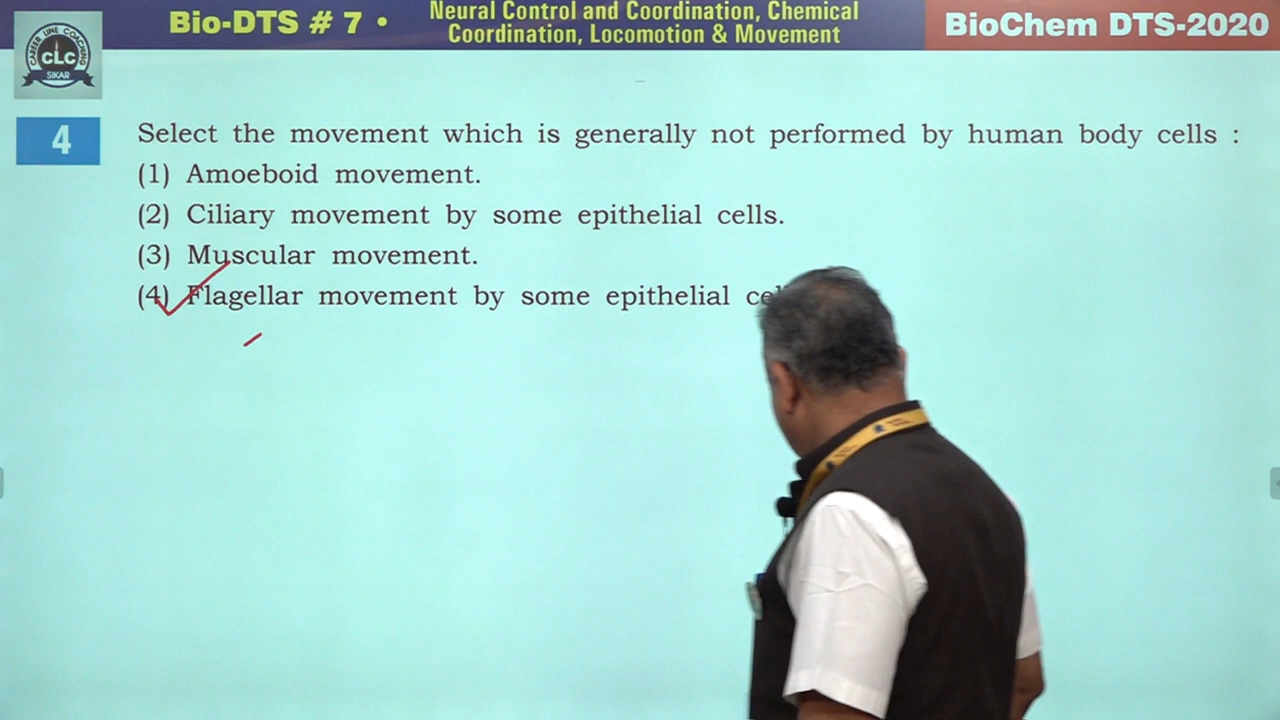 Bio-DTS # 7 •
Neural Control and Coordination, Chemical
Coordination, Locomotion & Movement
BioChem DTS-2020
CAREER LINE COACHING
CLC
SIKAR
4
Select the movement which is generally not performed by human body cells :
(1) Amoeboid movement.
(2) Ciliary movement by some epithelial cells.
(3) Muscular movement.
(4) Flagellar movement by some epithelial